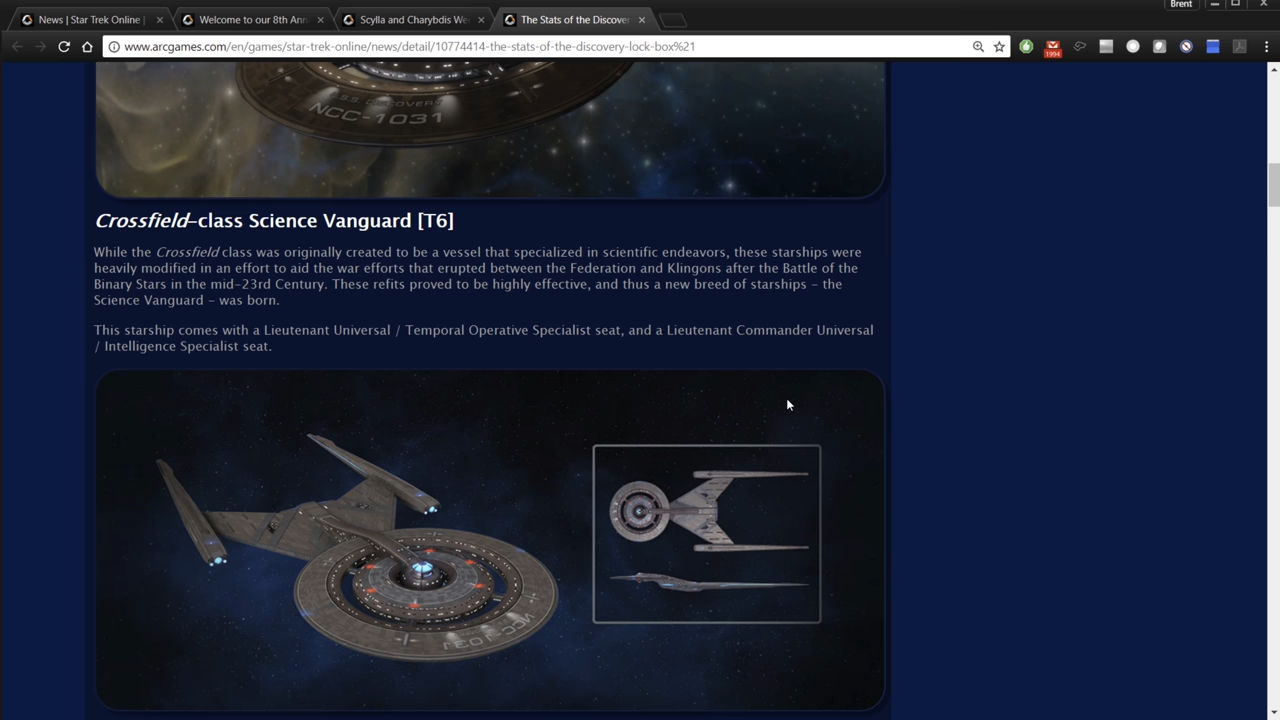 Brent
News | Star Trek Online |
Welcome to our 8th Ann
Scylla and Charybdis We
The Stats of the Discover
www.arcgames.com/en/games/star-trek-online/news/detail/10774414-the-stats-of-the-discovery-lock-box%21
1994
S.S. DISCOVERY
NCC-1031
Crossfield-class Science Vanguard [T6]
While the Crossfield class was originally created to be a vessel that specialized in scientific endeavors, these starships were
heavily modified in an effort to aid the war efforts that erupted between the Federation and Klingons after the Battle of the
Binary Stars in the mid-23rd Century. These refits proved to be highly effective, and thus a new breed of starships – the
Science Vanguard – was born.
This starship comes with a Lieutenant Universal / Temporal Operative Specialist seat, and a Lieutenant Commander Universal
/ Intelligence Specialist seat.
NCC-1031